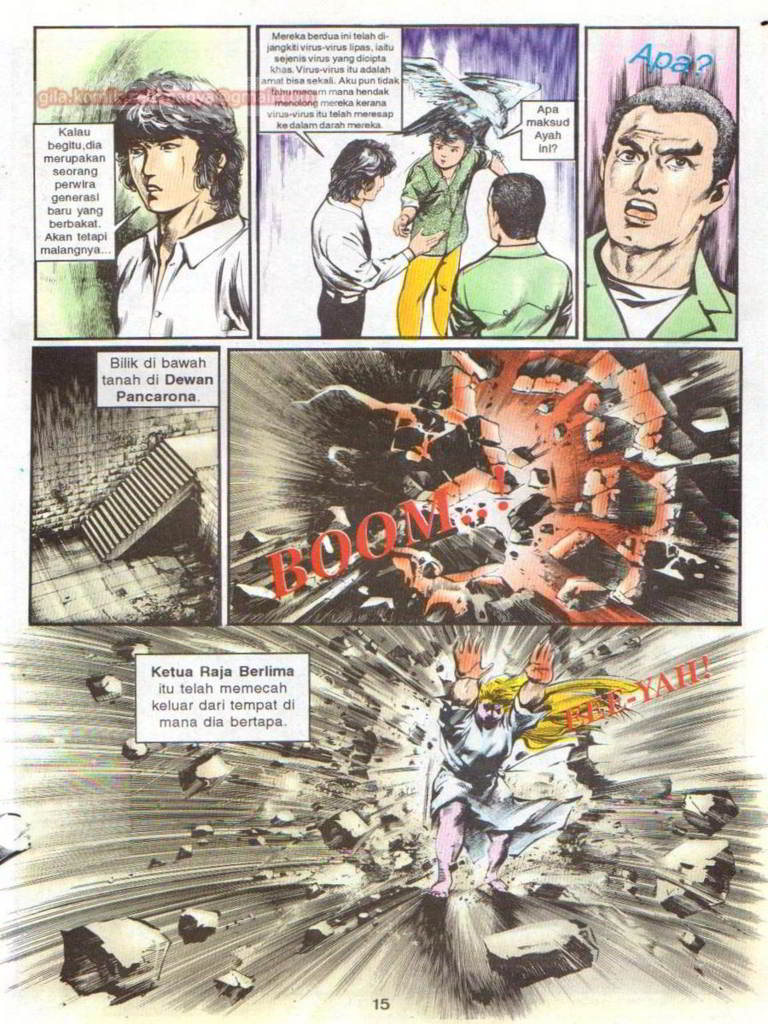 Kalau
begitu,dia
merupakan
seorang
perwira
generasi
baru yang
berbakat.
Akan tetapi
malangnya...
Mereka berdua ini telah di-
jangkiti virus-virus lipas, iaitu
sejenis virus yang dicipta
khas. Virus-virus itu adalah
amat bisa sekali. Aku pun tidak
tahu macam mana hendak
menolong mereka kerana
virus-virus itu telah meresap
ke dalam darah mereka.
Apa
maksud
Ayah
ini?
Apa?
Bilik di bawah
tanah di Dewan
Pancarona.
BOOM..!
Ketua Raja Berlima
itu telah memecah
keluar dari tempat di
mana dia bertapa.
EEE-YAH!
15